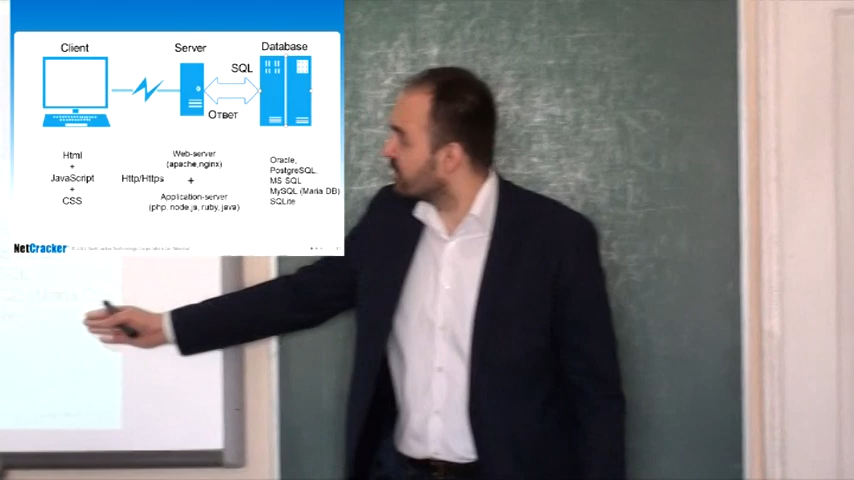 Client
Server
Database
SQL
Ответ
Html
+
JavaScript
+
CSS
Http/Https
Web-server
(apache,nginx)
+
Application-server
(php, node.js, ruby, java)
Oracle,
PostgreSQL,
MS SQL
MySQL (Maria DB)
SQLite
NetCracker